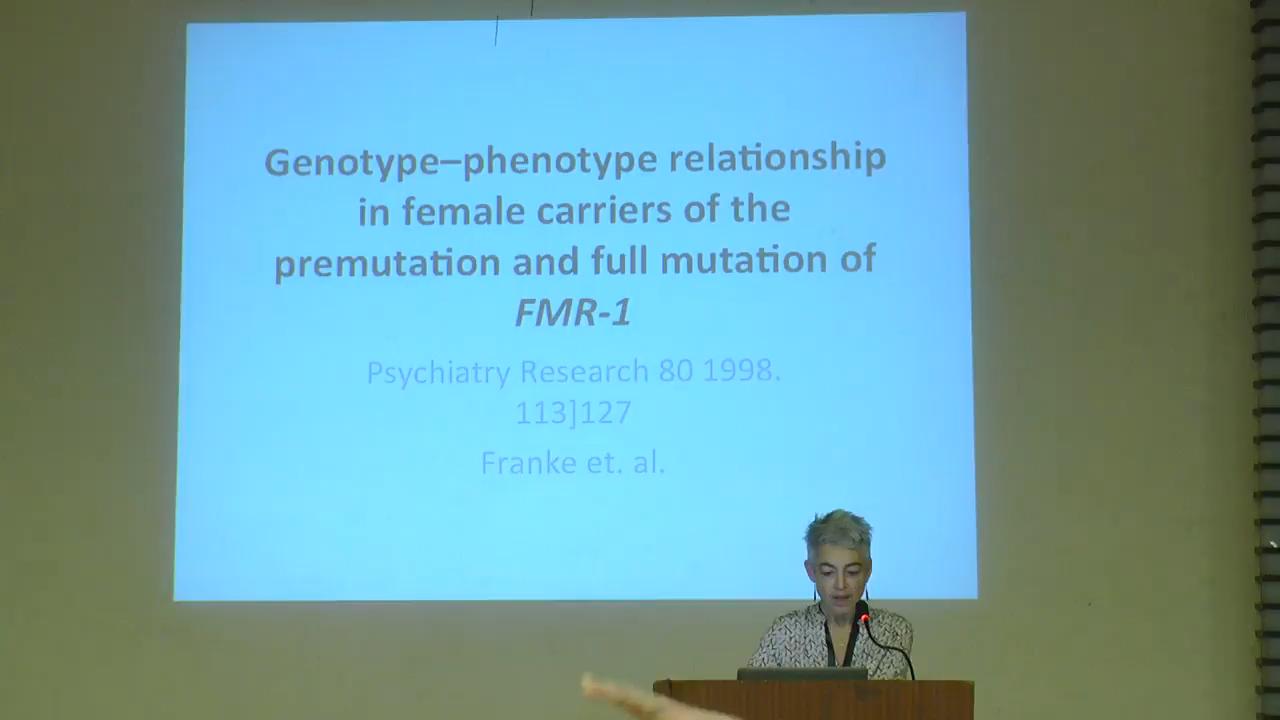 Genotype–phenotype relationship
in female carriers of the
premutation and full mutation of
FMR-1
Psychiatry Research 80 1998.
113]127
Franke et. al.